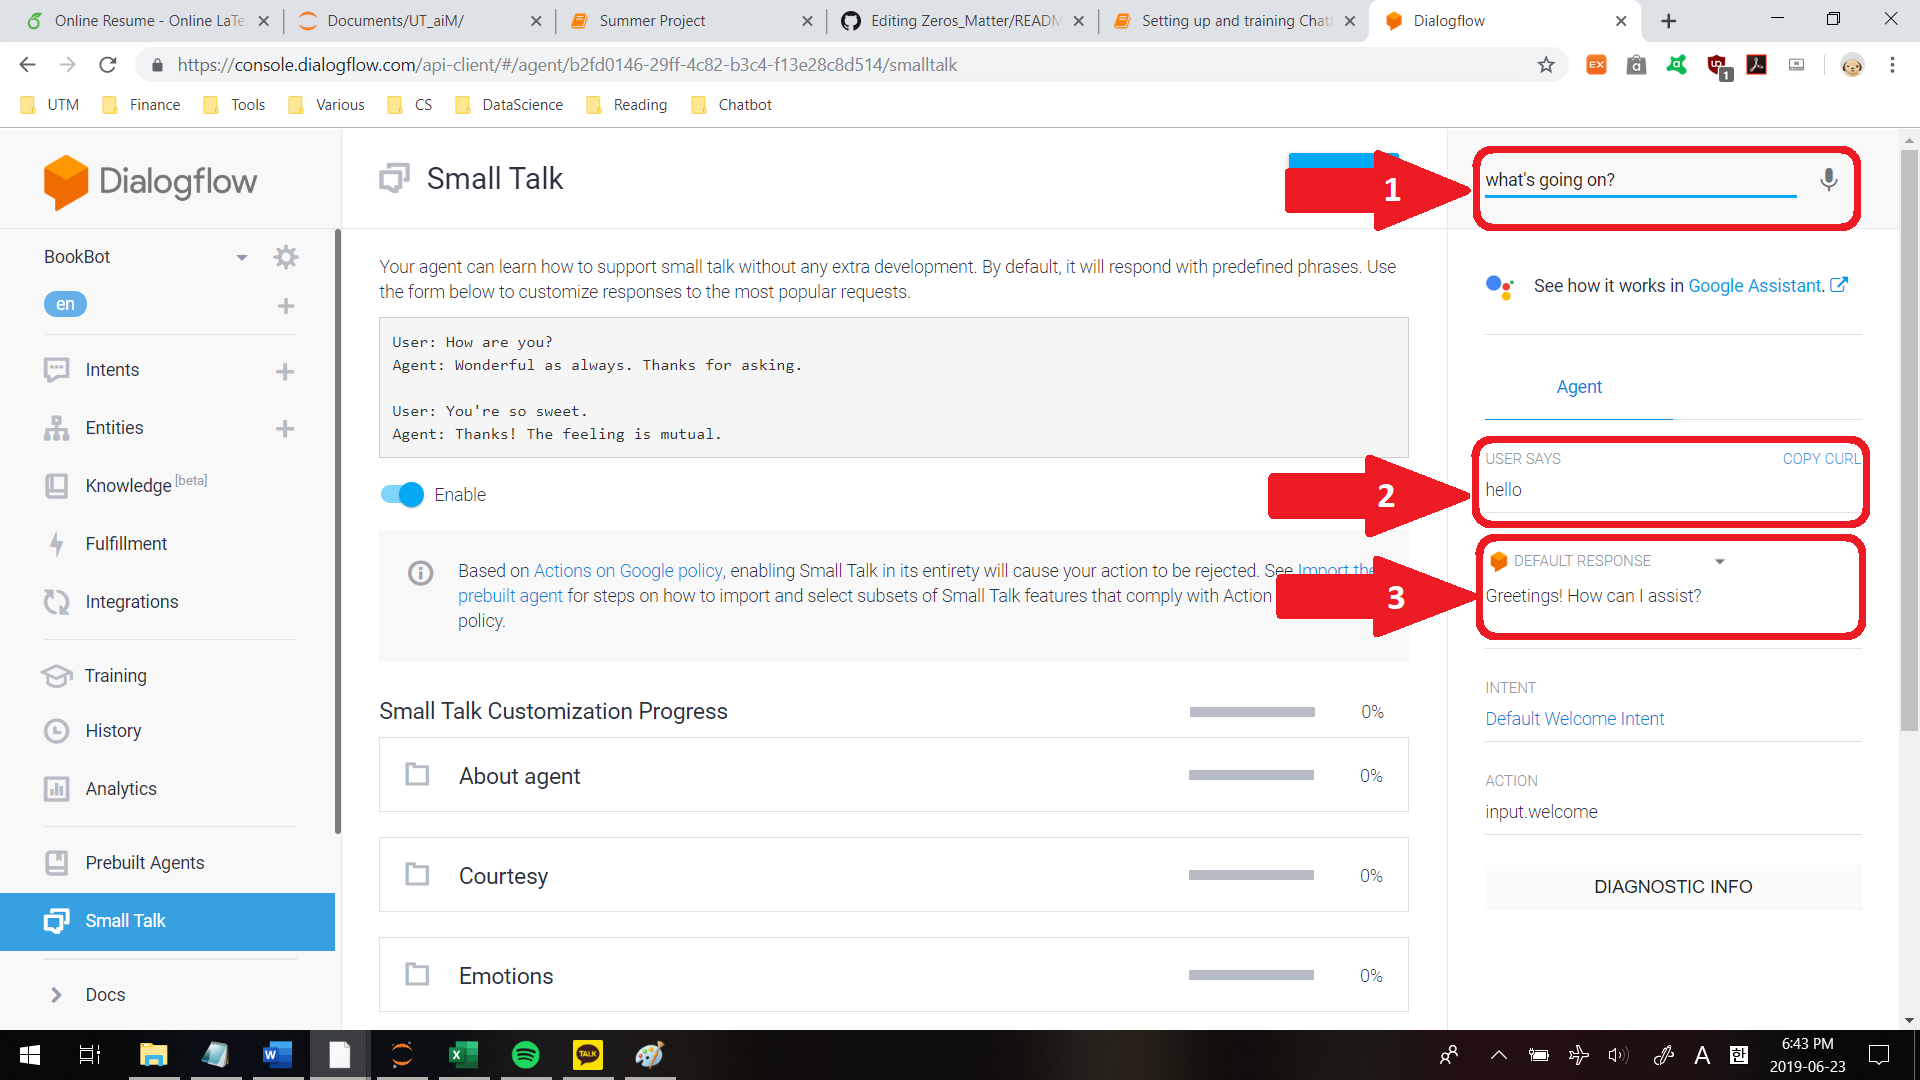 Online Resume - Online LaTe
Documents/UT_aiM/
Summer Project
Editing Zeros_Matter/READM
Setting up and training Chatb
Dialogflow
https://console.dialogflow.com/api-client/#/agent/b2fd0146-29ff-4c82-b3c4-f13e28c8d514/smalltalk
UTM
Finance
Tools
Various
CS
DataScience
Reading
Chatbot
Dialogflow
BookBot
en
Intents
Entities
Knowledge [beta]
Fulfillment
Integrations
Training
History
Analytics
Prebuilt Agents
Small Talk
Docs
Small Talk
Your agent can learn how to support small talk without any extra development. By default, it will respond with predefined phrases. Use
the form below to customize responses to the most popular requests.
User: How are you?
Agent: Wonderful as always. Thanks for asking.
User: You're so sweet.
Agent: Thanks! The feeling is mutual.
Enable
Based on Actions on Google policy, enabling Small Talk in its entirety will cause your action to be rejected. See Import the
prebuilt agent for steps on how to import and select subsets of Small Talk features that comply with Action
policy.
Small Talk Customization Progress 0%
About agent 0%
Courtesy 0%
Emotions 0%
1
what's going on?
See how it works in Google Assistant.
Agent
2
USER SAYS COPY CURL
hello
3
DEFAULT RESPONSE
Greetings! How can I assist?
INTENT
Default Welcome Intent
ACTION
input.welcome
DIAGNOSTIC INFO
TALK
A
한
6:43 PM
2019-06-23